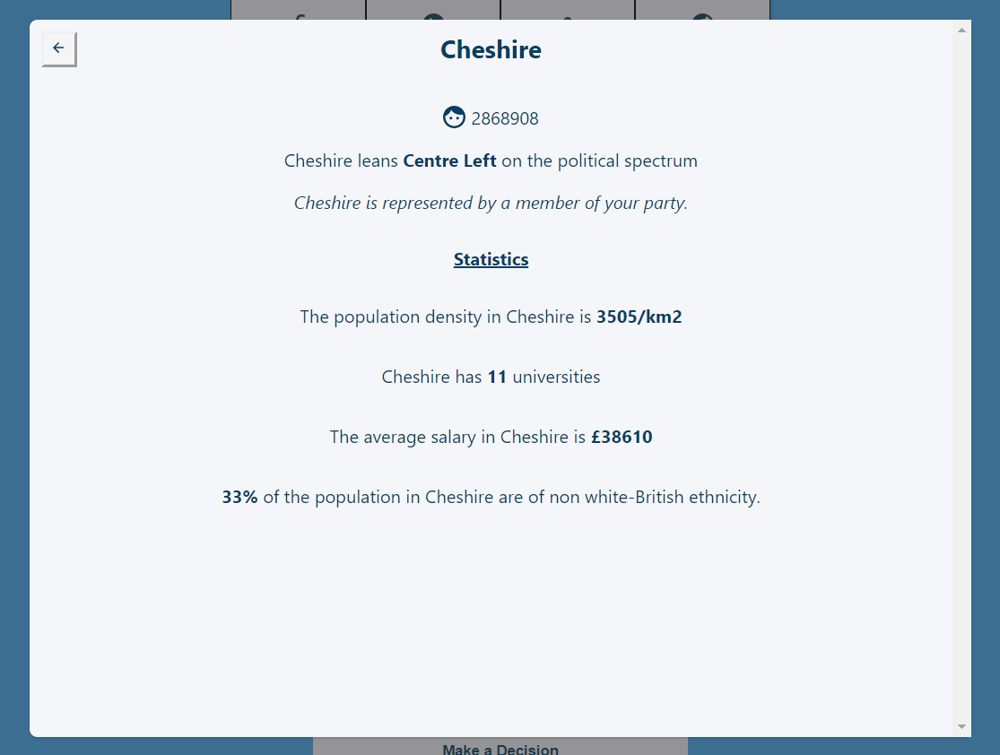 Cheshire
2868908
Cheshire leans Centre Left on the political spectrum
Cheshire is represented by a member of your party.
Statistics
The population density in Cheshire is 3505/km2
Cheshire has 11 universities
The average salary in Cheshire is £38610
33% of the population in Cheshire are of non white-British ethnicity.
Make a Decision